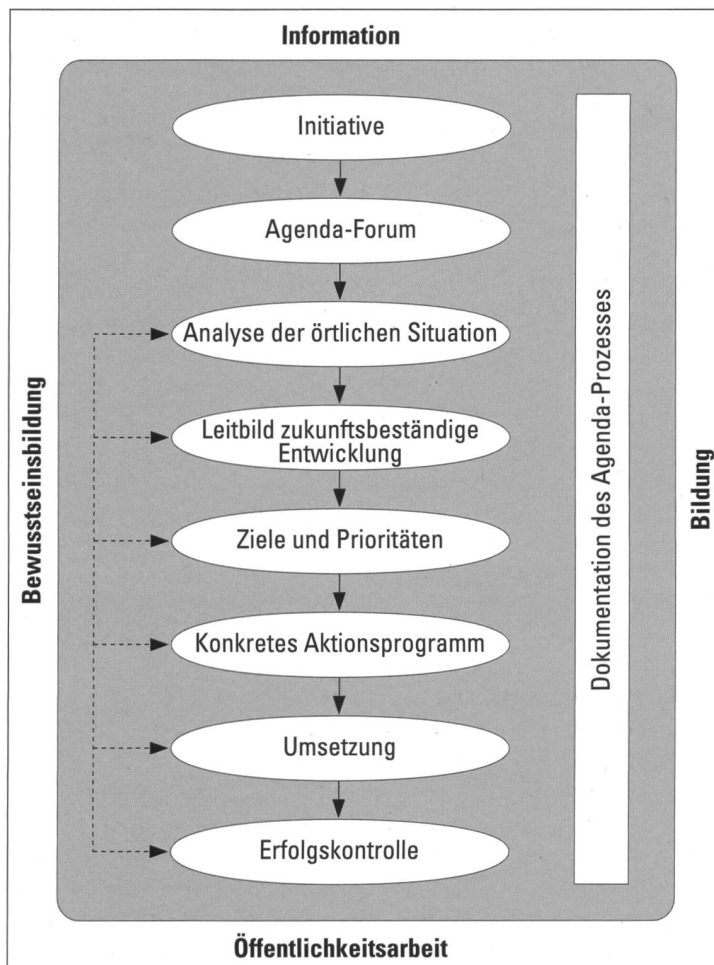 Information
Initiative
Agenda-Forum
Analyse der örtlichen Situation
Leitbild zukunftsbeständige
Entwicklung
Ziele und Prioritäten
Konkretes Aktionsprogramm
Umsetzung
Erfolgskontrolle
Dokumentation des Agenda-Prozesses
Bewusstseinsbildung
Bildung
Öffentlichkeitsarbeit